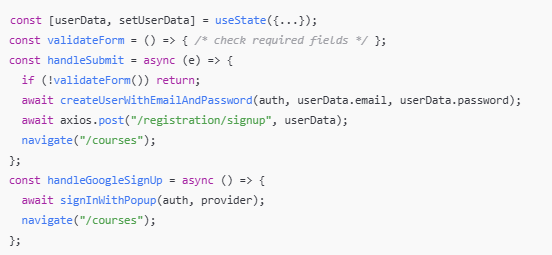 const [userData, setUserData] = useState({...});
const validateForm = () => { /* check required fields */ };
const handleSubmit = async (e) => {
  if (!validateForm()) return;
  await createUserWithEmailAndPassword(auth, userData.email, userData.password);
  await axios.post("/registration/signup", userData);
  navigate("/courses");
};
const handleGoogleSignUp = async () => {
  await signInWithPopup(auth, provider);
  navigate("/courses");
};